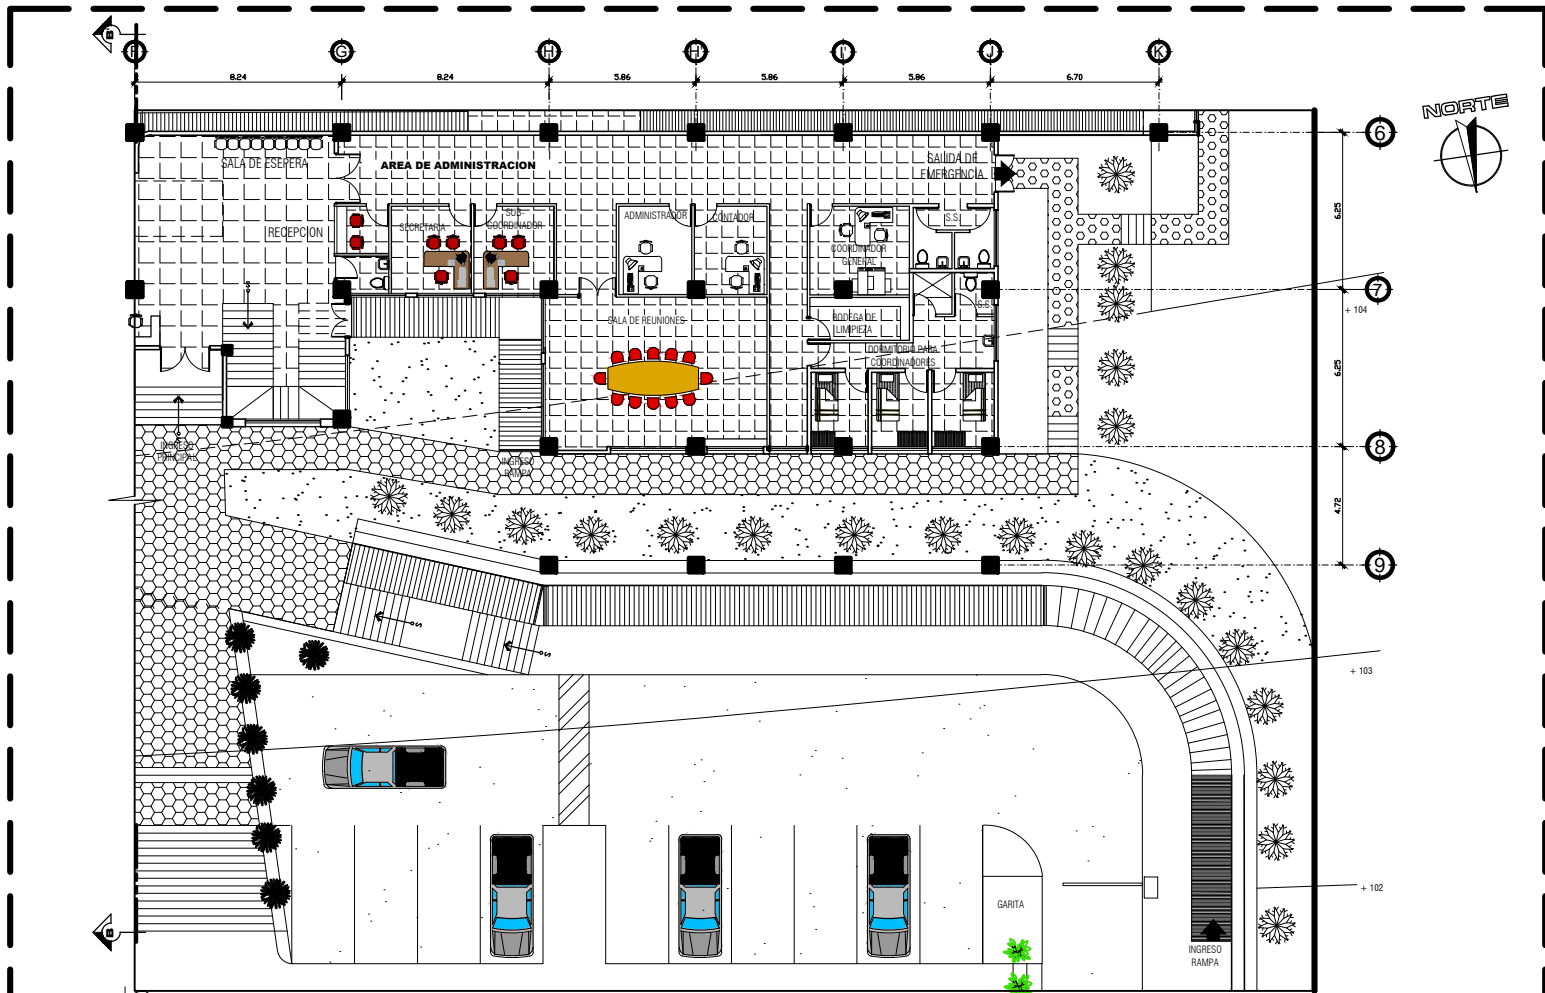 B'
F
G
H
H'
I'
J
K
8.24
8.24
5.86
5.86
5.86
6.70
NORTE
6
SALA DE ESEPERA
AREA DE ADMINISTRACION
SALIDA DE
EMERGENCIA
6.25
RECEPCION
SECRETARIA
SUB-
COORDINADOR
ADMINISTRADOR
CONTADOR
S.S.
COORDINADOR
GENERAL
7
S
S.S.
+ 104
SALA DE REUNIONES
BODEGA DE
LIMPIEZA
DORMITORIO PARA
COORDINADORES
6.25
S
INGRESO
PRINCIPAL
INGRESO
RAMPA
8
4.72
9
S
S
+ 103
+ 102
GARITA
B'
INGRESO
RAMPA